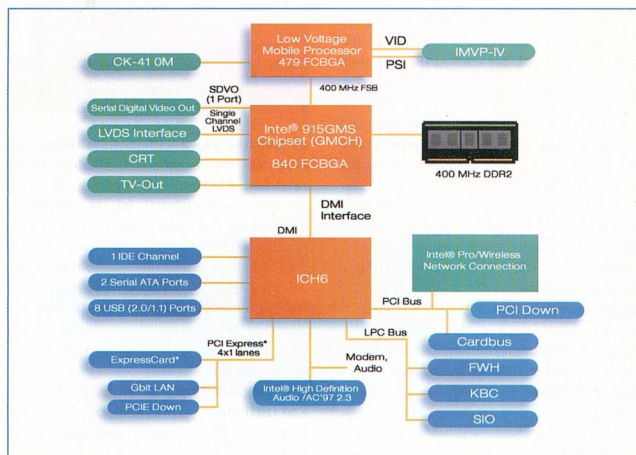 Low Voltage
Mobile Processor
479 FCBGA
VID
PSI
IMVP-IV
CK-41 0M
400 MHz FSB
SDVO
(1 Port)
Serial Digital Video Out
Single
Channel
LVDS
LVDS Interface
CRT
TV-Out
Intel® 915GMS
Chipset (GMCH)
840 FCBGA
400 MHz DDR2
DMI
Interface
DMI
1 IDE Channel
2 Serial ATA Ports
8 USB (2.0/1.1) Ports
ICH6
Intel® Pro/Wireless
Network Connection
PCI Bus
PCI Down
Cardbus
LPC Bus
FWH
KBC
SIO
PCI Express*
4x1 lanes
ExpressCard*
Gbit LAN
PCIE Down
Modem,
Audio
Intel® High Definition
Audio /AC'97 2.3